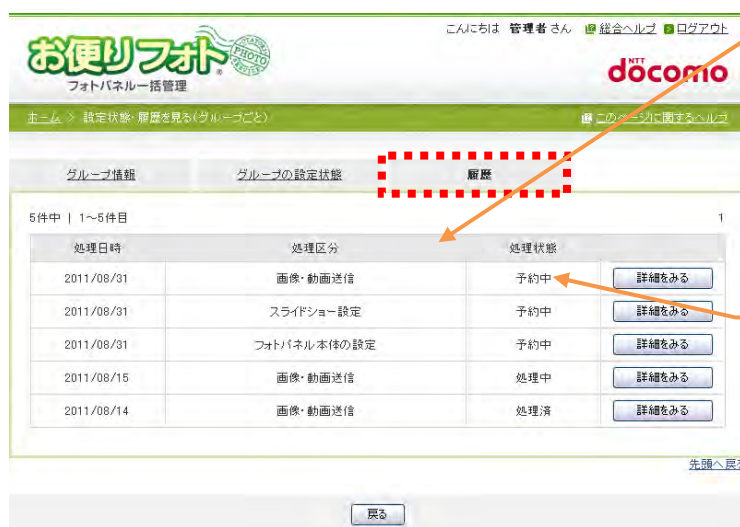 こんにちは 管理者 さん 総合ヘルプ ログアウト
お便りフォト
PHOTO
フォトパネル一括管理
NTT
döcomo
ホーム > 設定状態・履歴を見る(グループごと) このページに関するヘルプ
グループ情報 グループの設定状態 履歴
5件中 | 1～5件目 1
処理日時 処理区分 処理状態
2011/08/31 画像・動画送信 予約中 詳細をみる
2011/08/31 スライドショー設定 予約中 詳細をみる
2011/08/31 フォトパネル本体の設定 予約中 詳細をみる
2011/08/15 画像・動画送信 処理中 詳細をみる
2011/08/14 画像・動画送信 処理済 詳細をみる
先頭へ戻
戻る